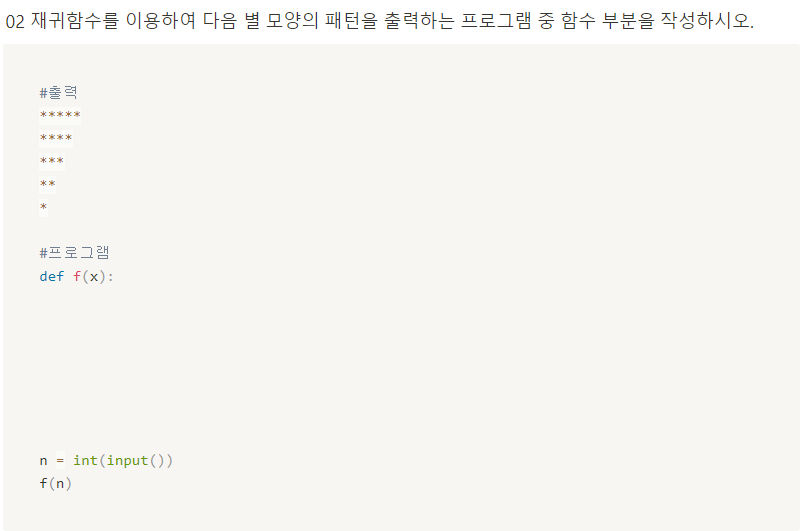 02 재귀함수를 이용하여 다음 별 모양의 패턴을 출력하는 프로그램 중 함수 부분을 작성하시오.
#출력
*****
****
***
**
*
#프로그램
def f(x):
n = int(input())
f(n)